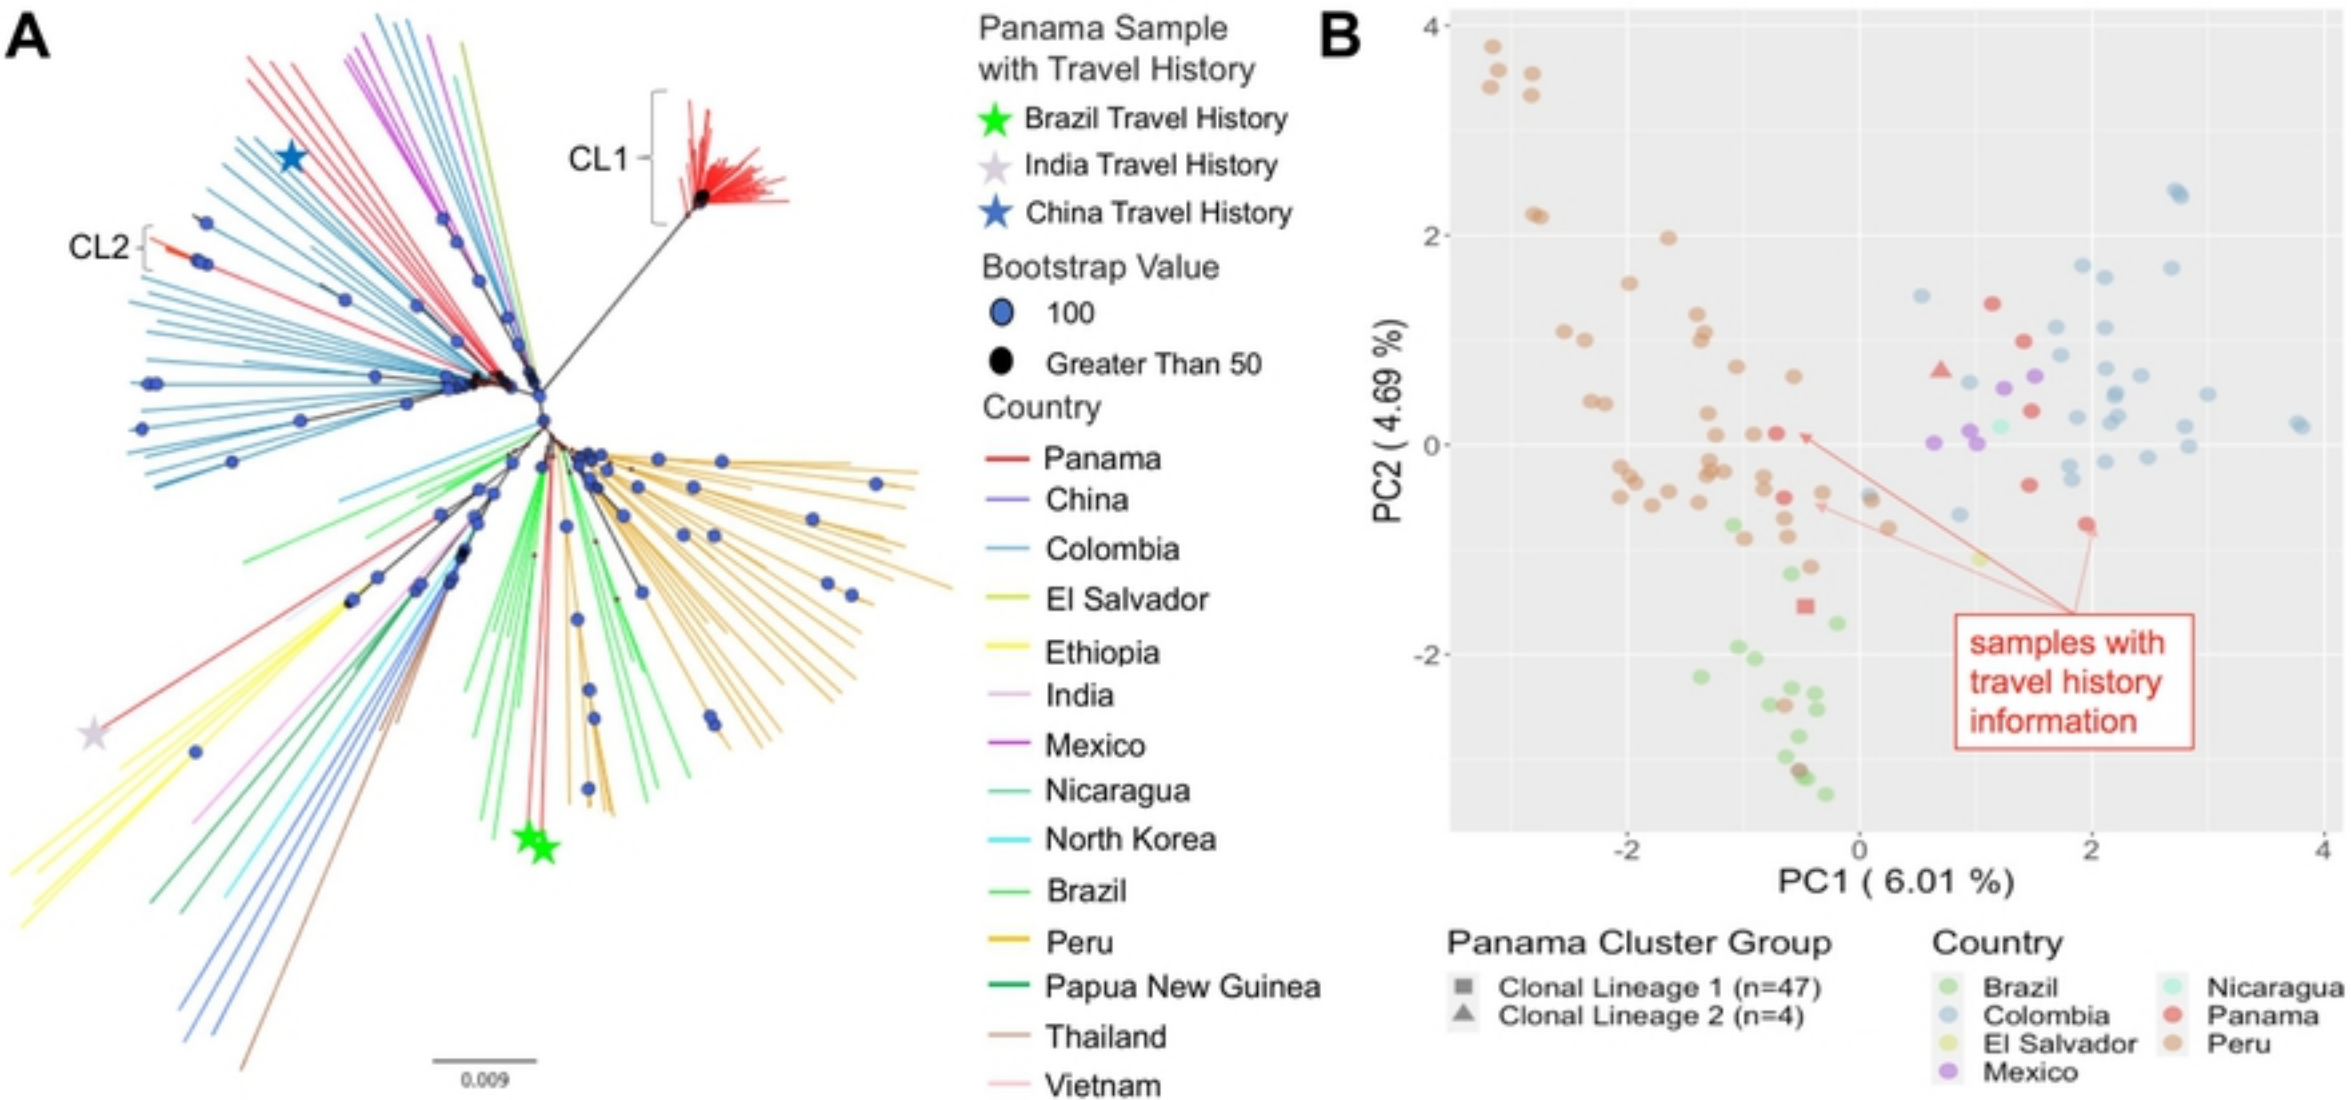 A
CL1
CL2
0.009
Panama Sample
with Travel History
Brazil Travel History
India Travel History
China Travel History
Bootstrap Value
100
Greater Than 50
Country
Panama
China
Colombia
El Salvador
Ethiopia
India
Mexico
Nicaragua
North Korea
Brazil
Peru
Papua New Guinea
Thailand
Vietnam
B
4
2
0
-2
PC2 ( 4.69 %)
-2
0
2
4
PC1 ( 6.01 %)
samples with
travel history
information
Panama Cluster Group
Clonal Lineage 1 (n=47)
Clonal Lineage 2 (n=4)
Country
Brazil
Colombia
El Salvador
Mexico
Nicaragua
Panama
Peru